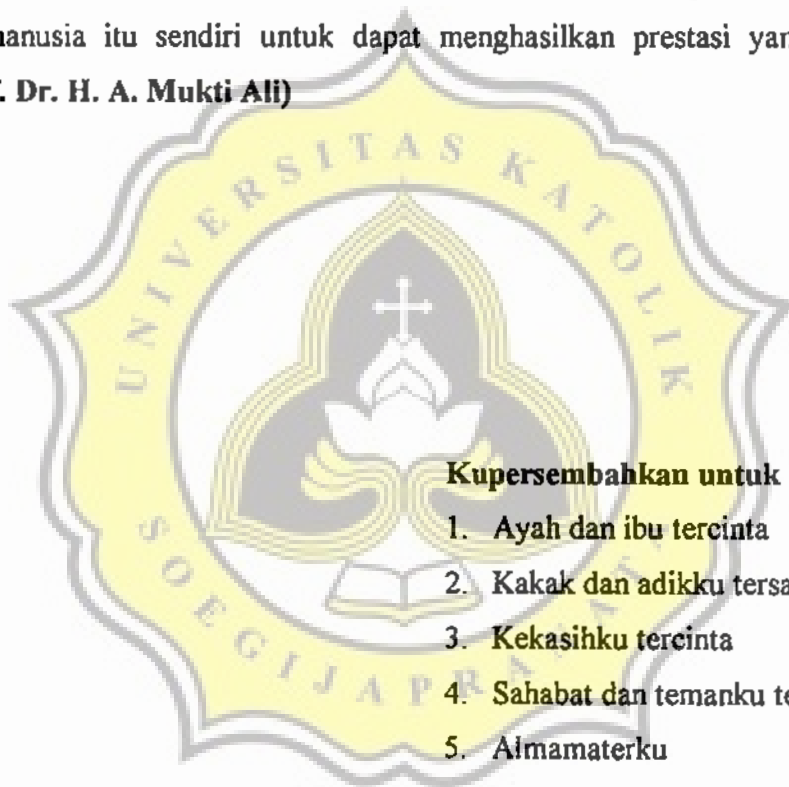 manusia itu sendiri untuk dapat menghasilkan prestasi yan
. Dr. H. A. Mukti Ali)
UNIVERSITAS KATOLIK
SOEGIJAPRANATA
Kupersembahkan untuk
1. Ayah dan ibu tercinta
2. Kakak dan adikku tersa
3. Kekasihku tercinta
4. Sahabat dan temanku te
5. Almamaterku